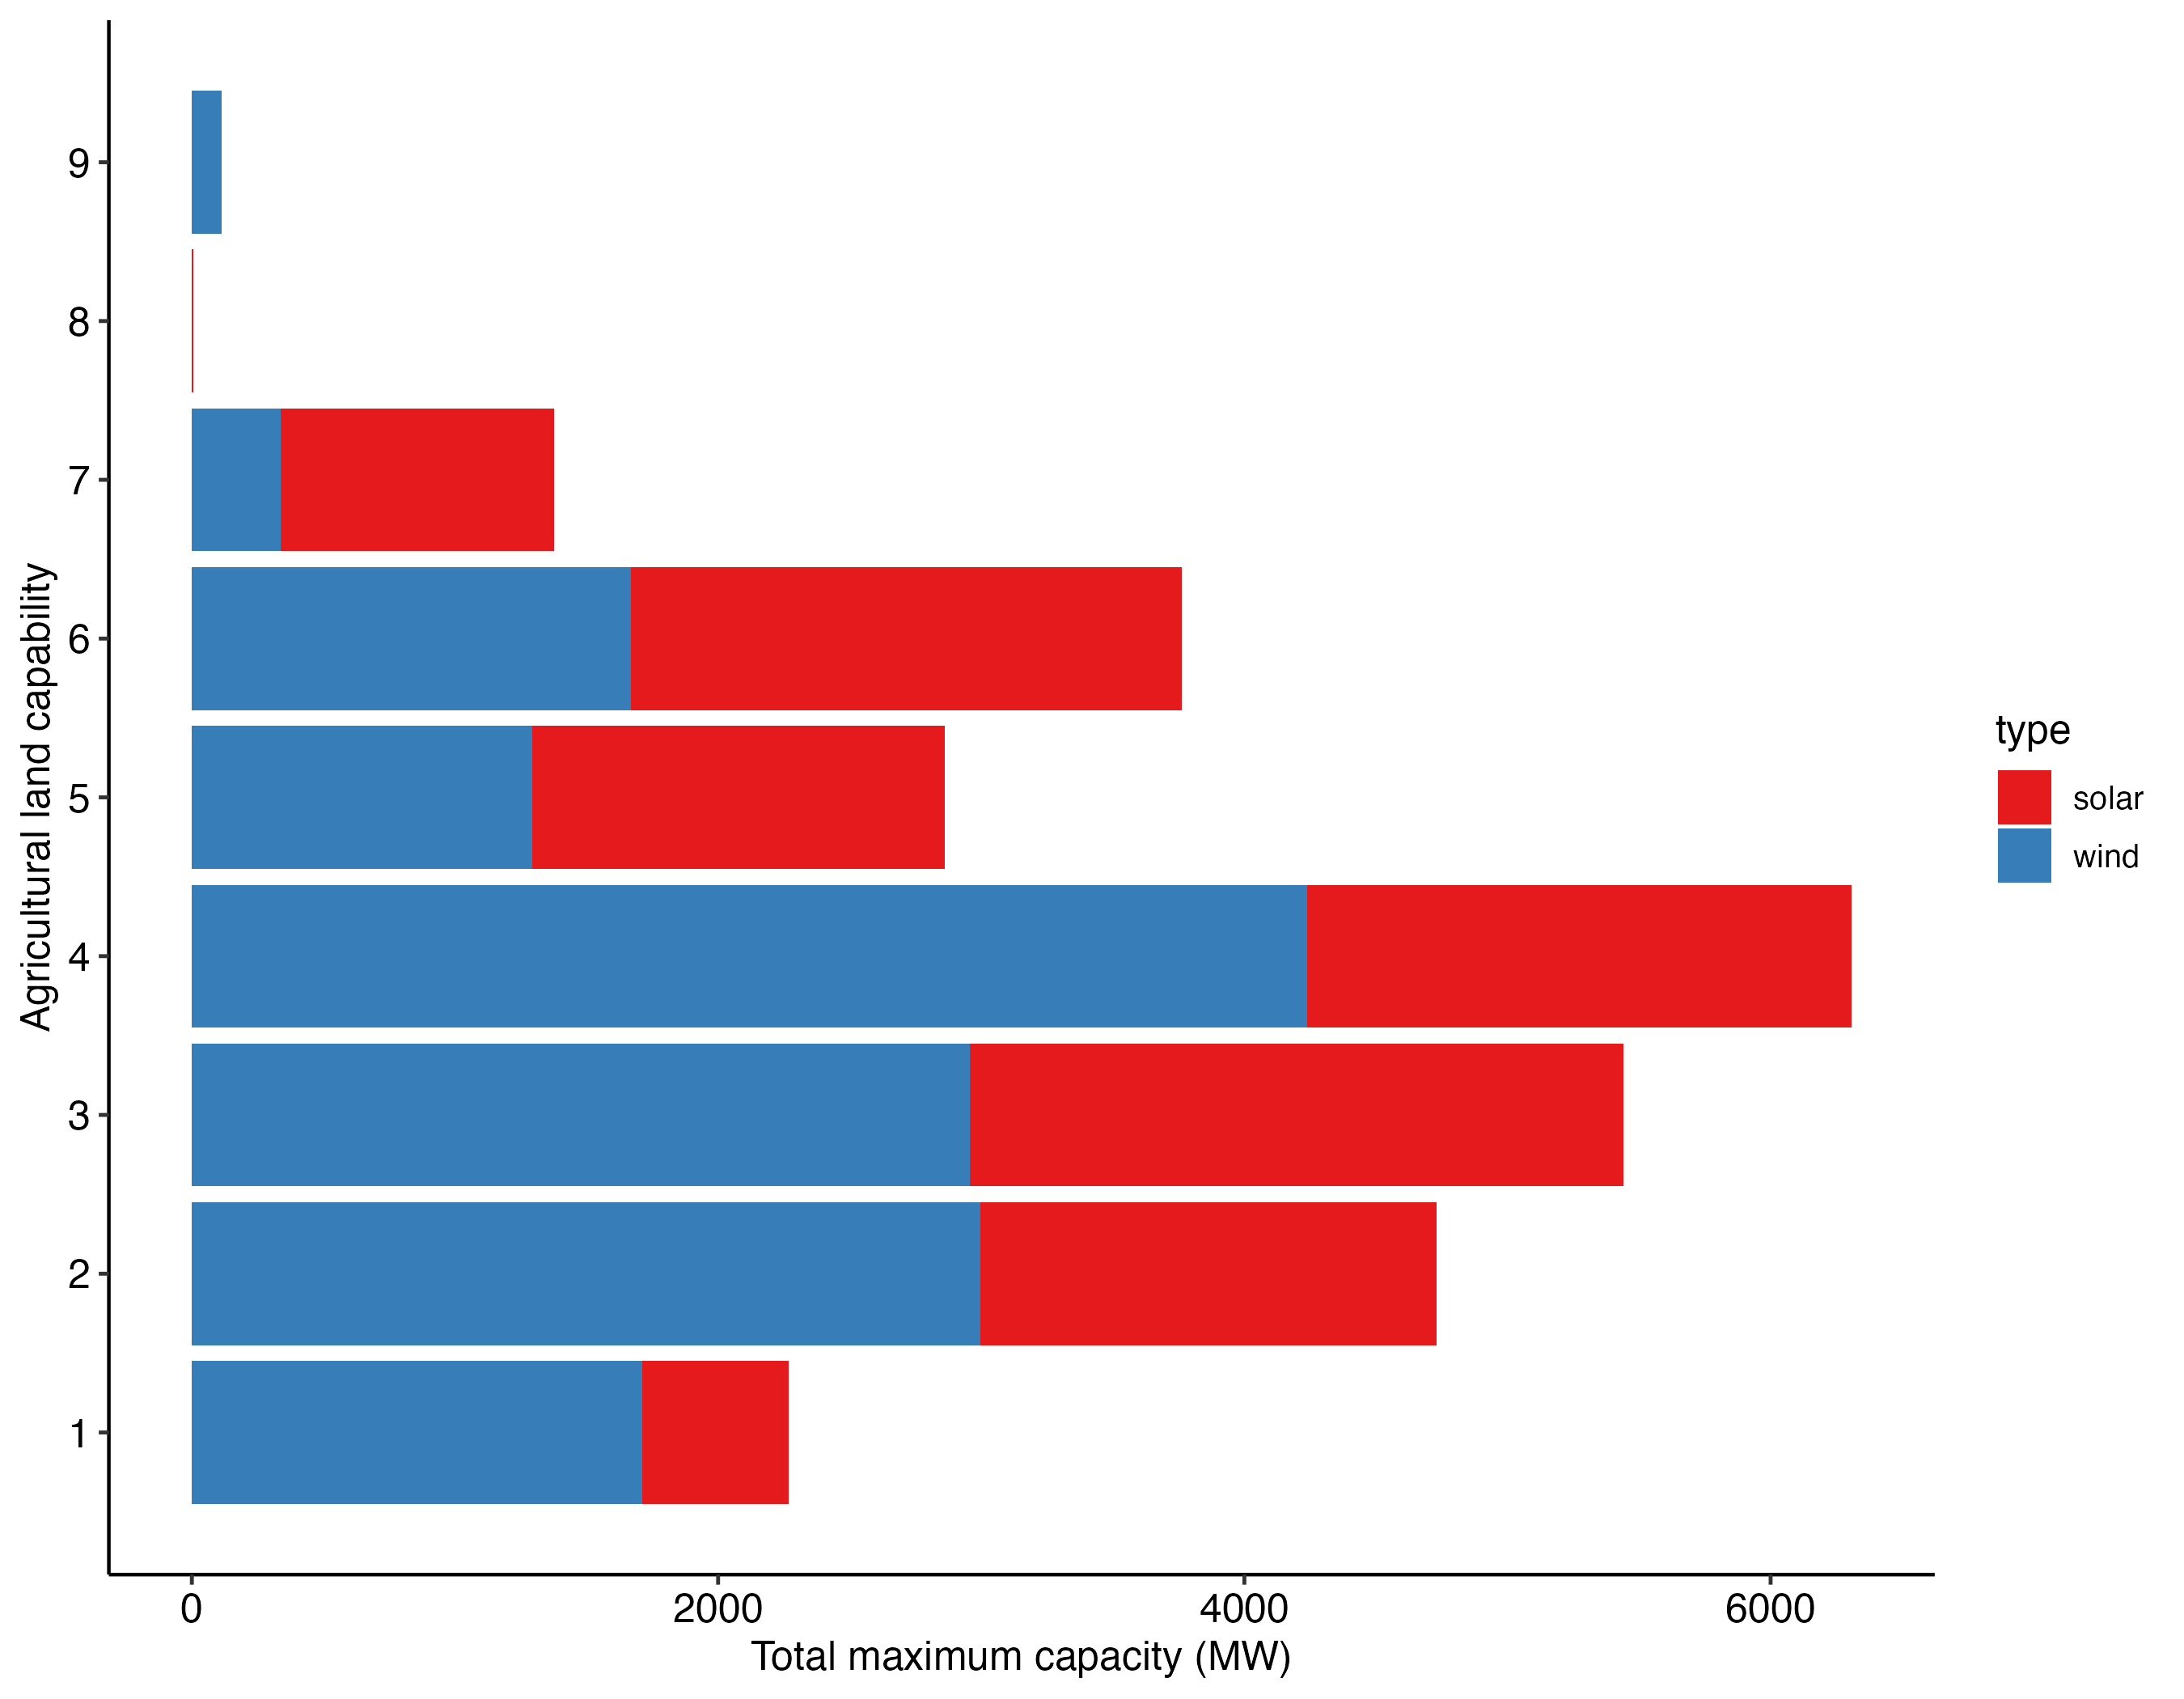 9
8
7
6
5
4
3
2
1
Agricultural land capability
0 2000 4000 6000
Total maximum capacity (MW)
type
solar
wind